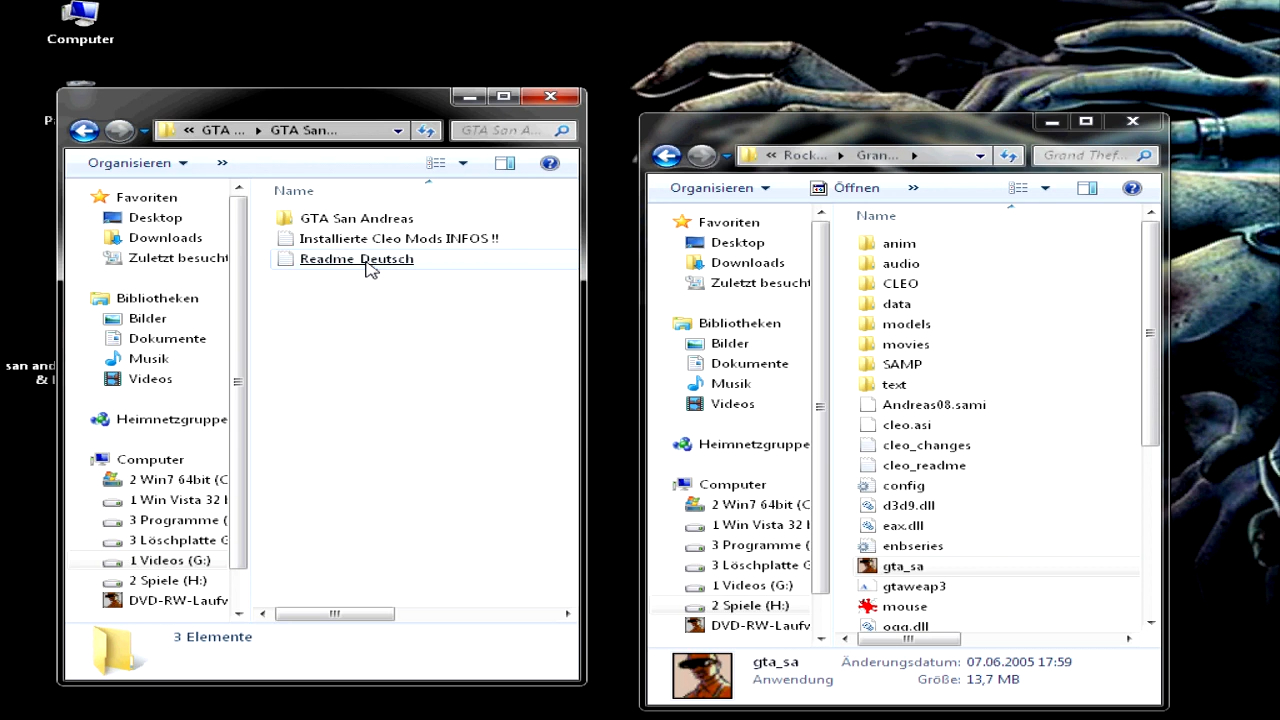 Computer
P
san and
& I
« GTA ... ▸ GTA San...
GTA San A...
Organisieren
»
Name
Favoriten
Desktop
Downloads
Zuletzt besucht
Bibliotheken
Bilder
Dokumente
Musik
Videos
Heimnetzgruppe
Computer
2 Win7 64bit (C
1 Win Vista 32 l
3 Programme (
3 Löschplatte G
1 Videos (G:)
2 Spiele (H:)
DVD-RW-Laufv
GTA San Andreas
Installierte Cleo Mods INFOS !!
Readme Deutsch
3 Elemente
« Rock... ▸ Gran... ▸
Grand Thef...
Organisieren
Öffnen
»
Name
Favoriten
Desktop
Downloads
Zuletzt besucht
Bibliotheken
Bilder
Dokumente
Musik
Videos
Heimnetzgruppe
Computer
2 Win7 64bit (C
1 Win Vista 32 l
3 Programme (
3 Löschplatte G
1 Videos (G:)
2 Spiele (H:)
DVD-RW-Laufv
anim
audio
CLEO
data
models
movies
SAMP
text
Andreas08.sami
cleo.asi
cleo_changes
cleo_readme
config
d3d9.dll
eax.dll
enbseries
gta_sa
gtaweap3
mouse
ogg.dll
gta_sa
Änderungsdatum: 07.06.2005 17:59
Anwendung
Größe: 13,7 MB